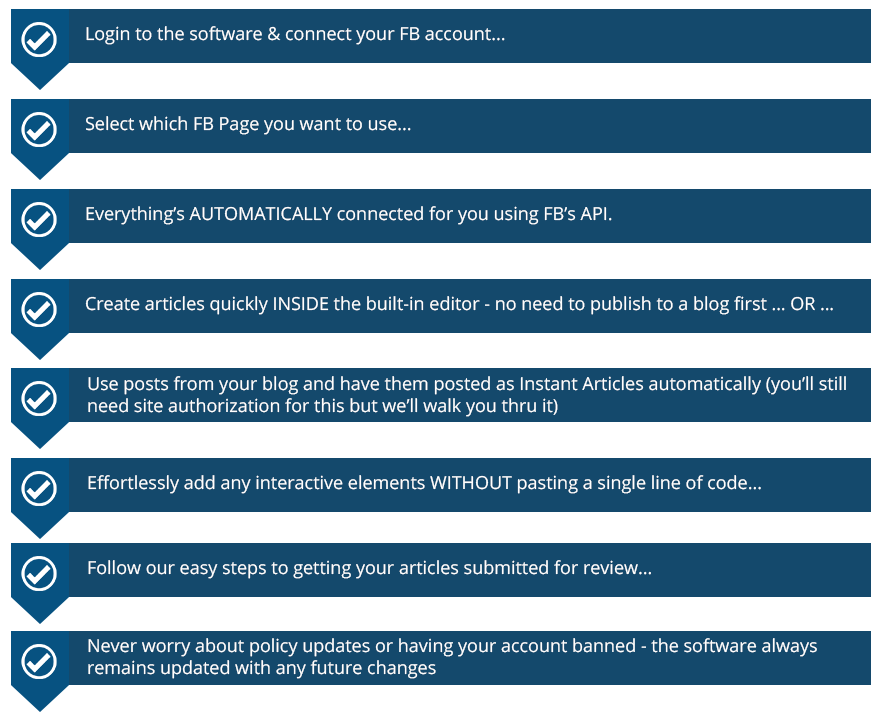 Login to the software & connect your FB account...
Select which FB Page you want to use...
Everything’s AUTOMATICALLY connected for you using FB’s API.
Create articles quickly INSIDE the built-in editor - no need to publish to a blog first ... OR ...
Use posts from your blog and have them posted as Instant Articles automatically (you’ll still
need site authorization for this but we’ll walk you thru it)
Effortlessly add any interactive elements WITHOUT pasting a single line of code...
Follow our easy steps to getting your articles submitted for review...
Never worry about policy updates or having your account banned - the software always
remains updated with any future changes